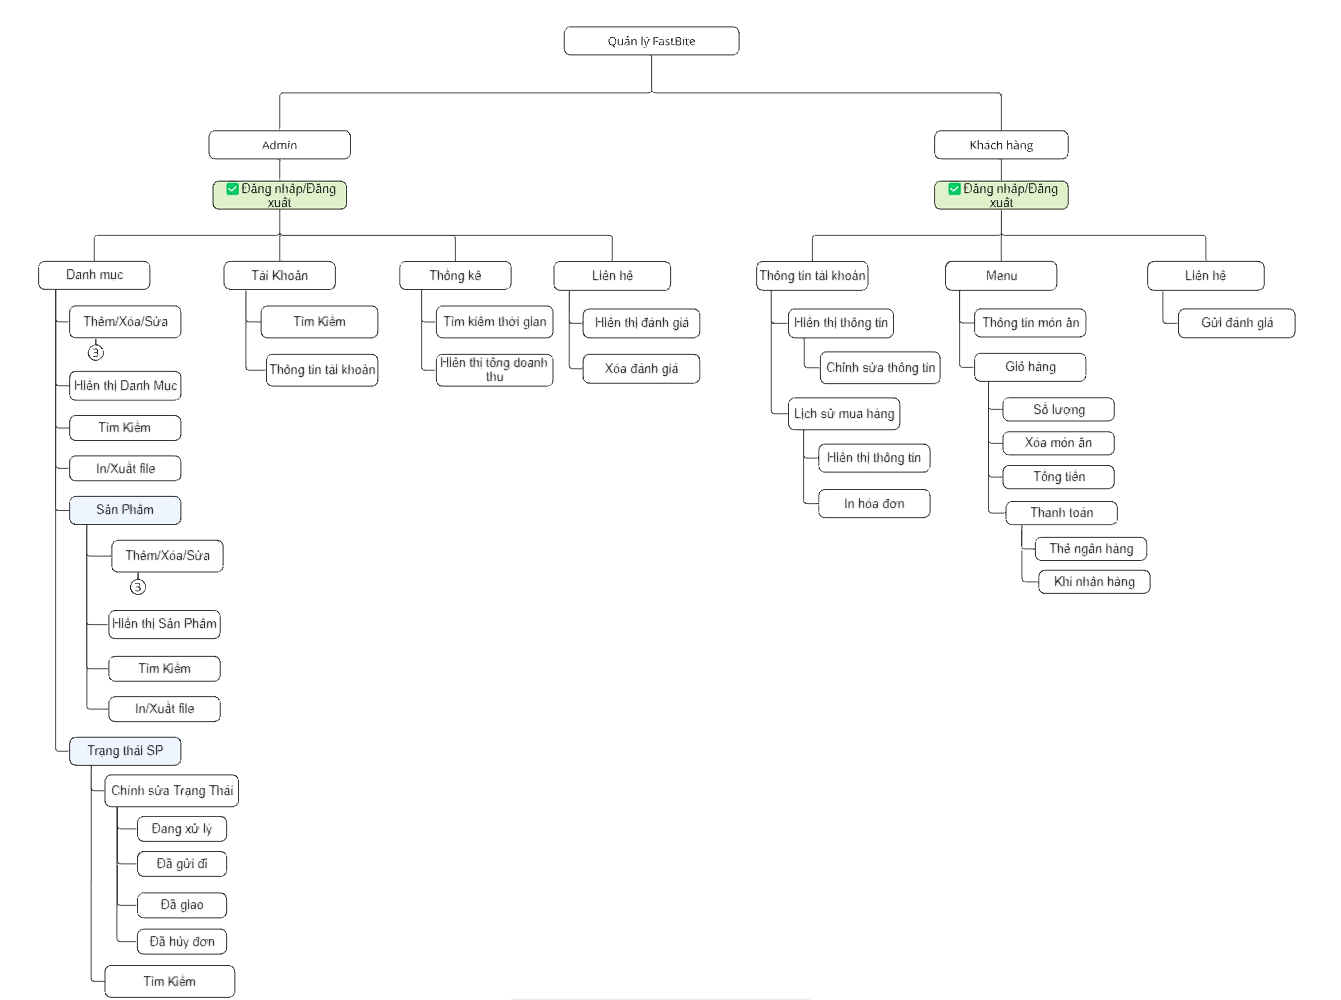 Quản lý FastBite
Admin
Khách hàng
✅ Đăng nhập/Đăng
xuất
✅ Đăng nhập/Đăng
xuất
Danh mục
Tài Khoản
Thống kê
Liên hệ
Thông tin tài khoản
Menu
Liên hệ
Thêm/Xóa/Sửa
3
Hiển thị Danh Mục
Tìm Kiếm
In/Xuất file
Sản Phẩm
Thêm/Xóa/Sửa
3
Hiển thị Sản Phẩm
Tìm Kiếm
In/Xuất file
Trạng thái SP
Chỉnh sửa Trạng Thái
Đang xử lý
Đã gửi đi
Đã giao
Đã hủy đơn
Tìm Kiếm
Tìm Kiếm
Thông tin tài khoản
Tìm kiếm thời gian
Hiển thị tổng doanh
thu
Hiển thị đánh giá
Xóa đánh giá
Hiển thị thông tin
Chỉnh sửa thông tin
Lịch sử mua hàng
Hiển thị thông tin
In hóa đơn
Thông tin món ăn
Giỏ hàng
Số lượng
Xóa món ăn
Tổng tiền
Thanh toán
Thẻ ngân hàng
Khi nhận hàng
Gửi đánh giá